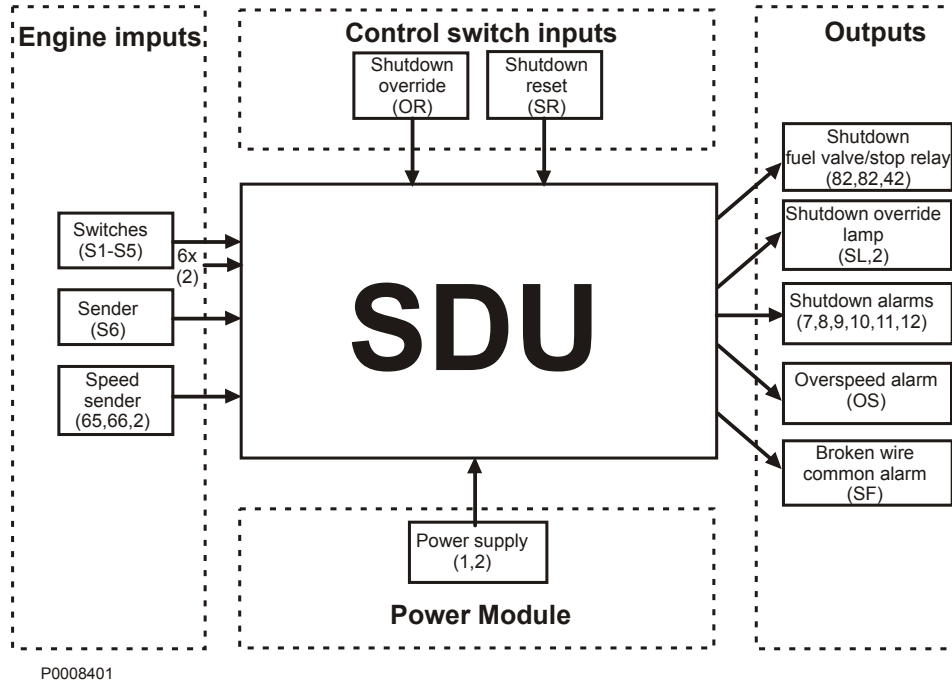 Engine imputs
Control switch inputs
Outputs
Shutdown
override
(OR)
Shutdown
reset
(SR)
Switches
(S1-S5)
6x
(2)
Sender
(S6)
Speed
sender
(65,66,2)
SDU
Shutdown
fuel valve/stop relay
(82,82,42)
Shutdown override
lamp
(SL,2)
Shutdown alarms
(7,8,9,10,11,12)
Overspeed alarm
(OS)
Broken wire
common alarm
(SF)
Power supply
(1,2)
Power Module
P0008401